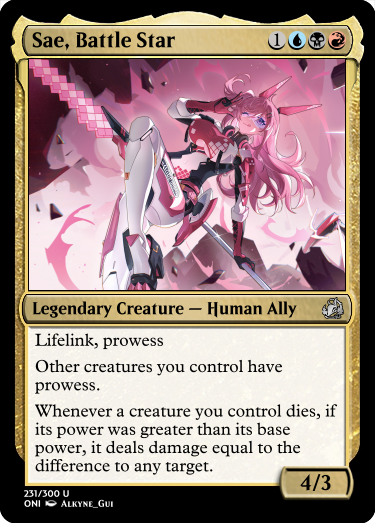 Sae, Battle Star 1
Legendary Creature — Human Ally
Lifelink, prowess
Other creatures you control have
prowess.
Whenever a creature you control dies, if
its power was greater than its base
power, it deals damage equal to the
difference to any target.
4/3
231/300 U
ONI Alkyne_Gui